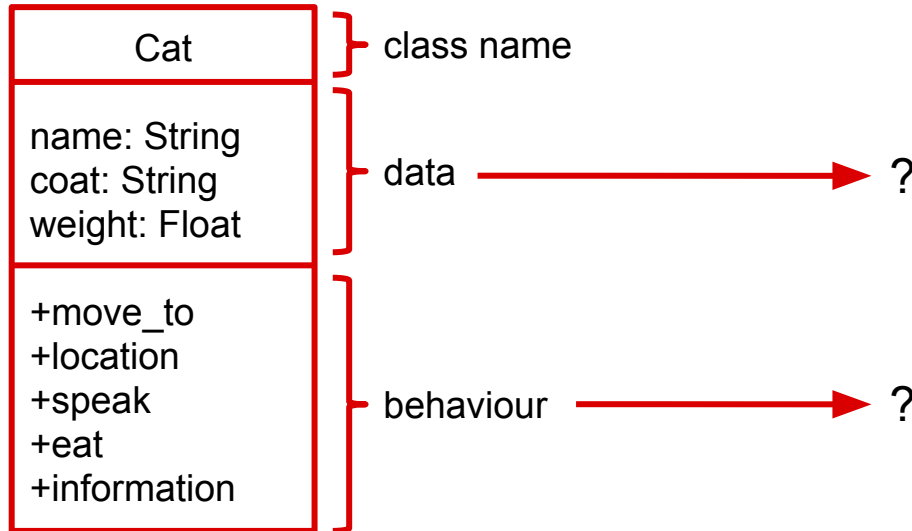 Cat
class name
name: String
coat: String
weight: Float
data
?
+move_to
+location
+speak
+eat
+information
behaviour
?